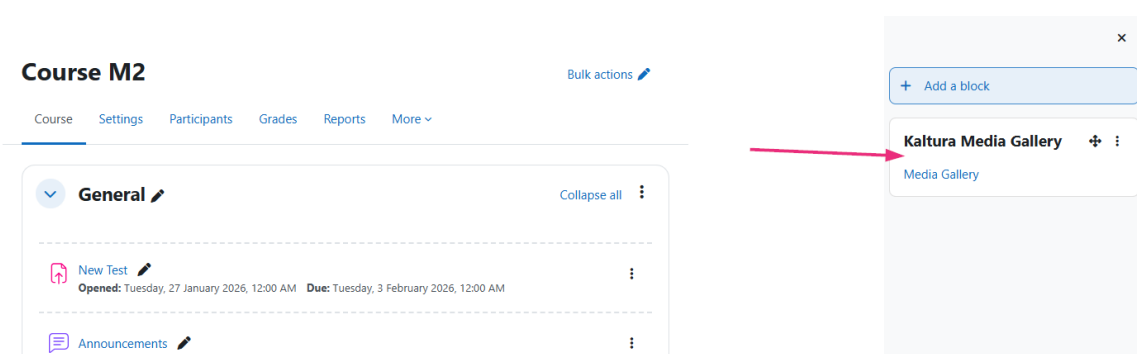 Course M2
Bulk actions
Course Settings Participants Grades Reports More
General
Collapse all
New Test
Opened: Tuesday, 27 January 2026, 12:00 AM Due: Tuesday, 3 February 2026, 12:00 AM
Announcements
Add a block
Kaltura Media Gallery
Media Gallery